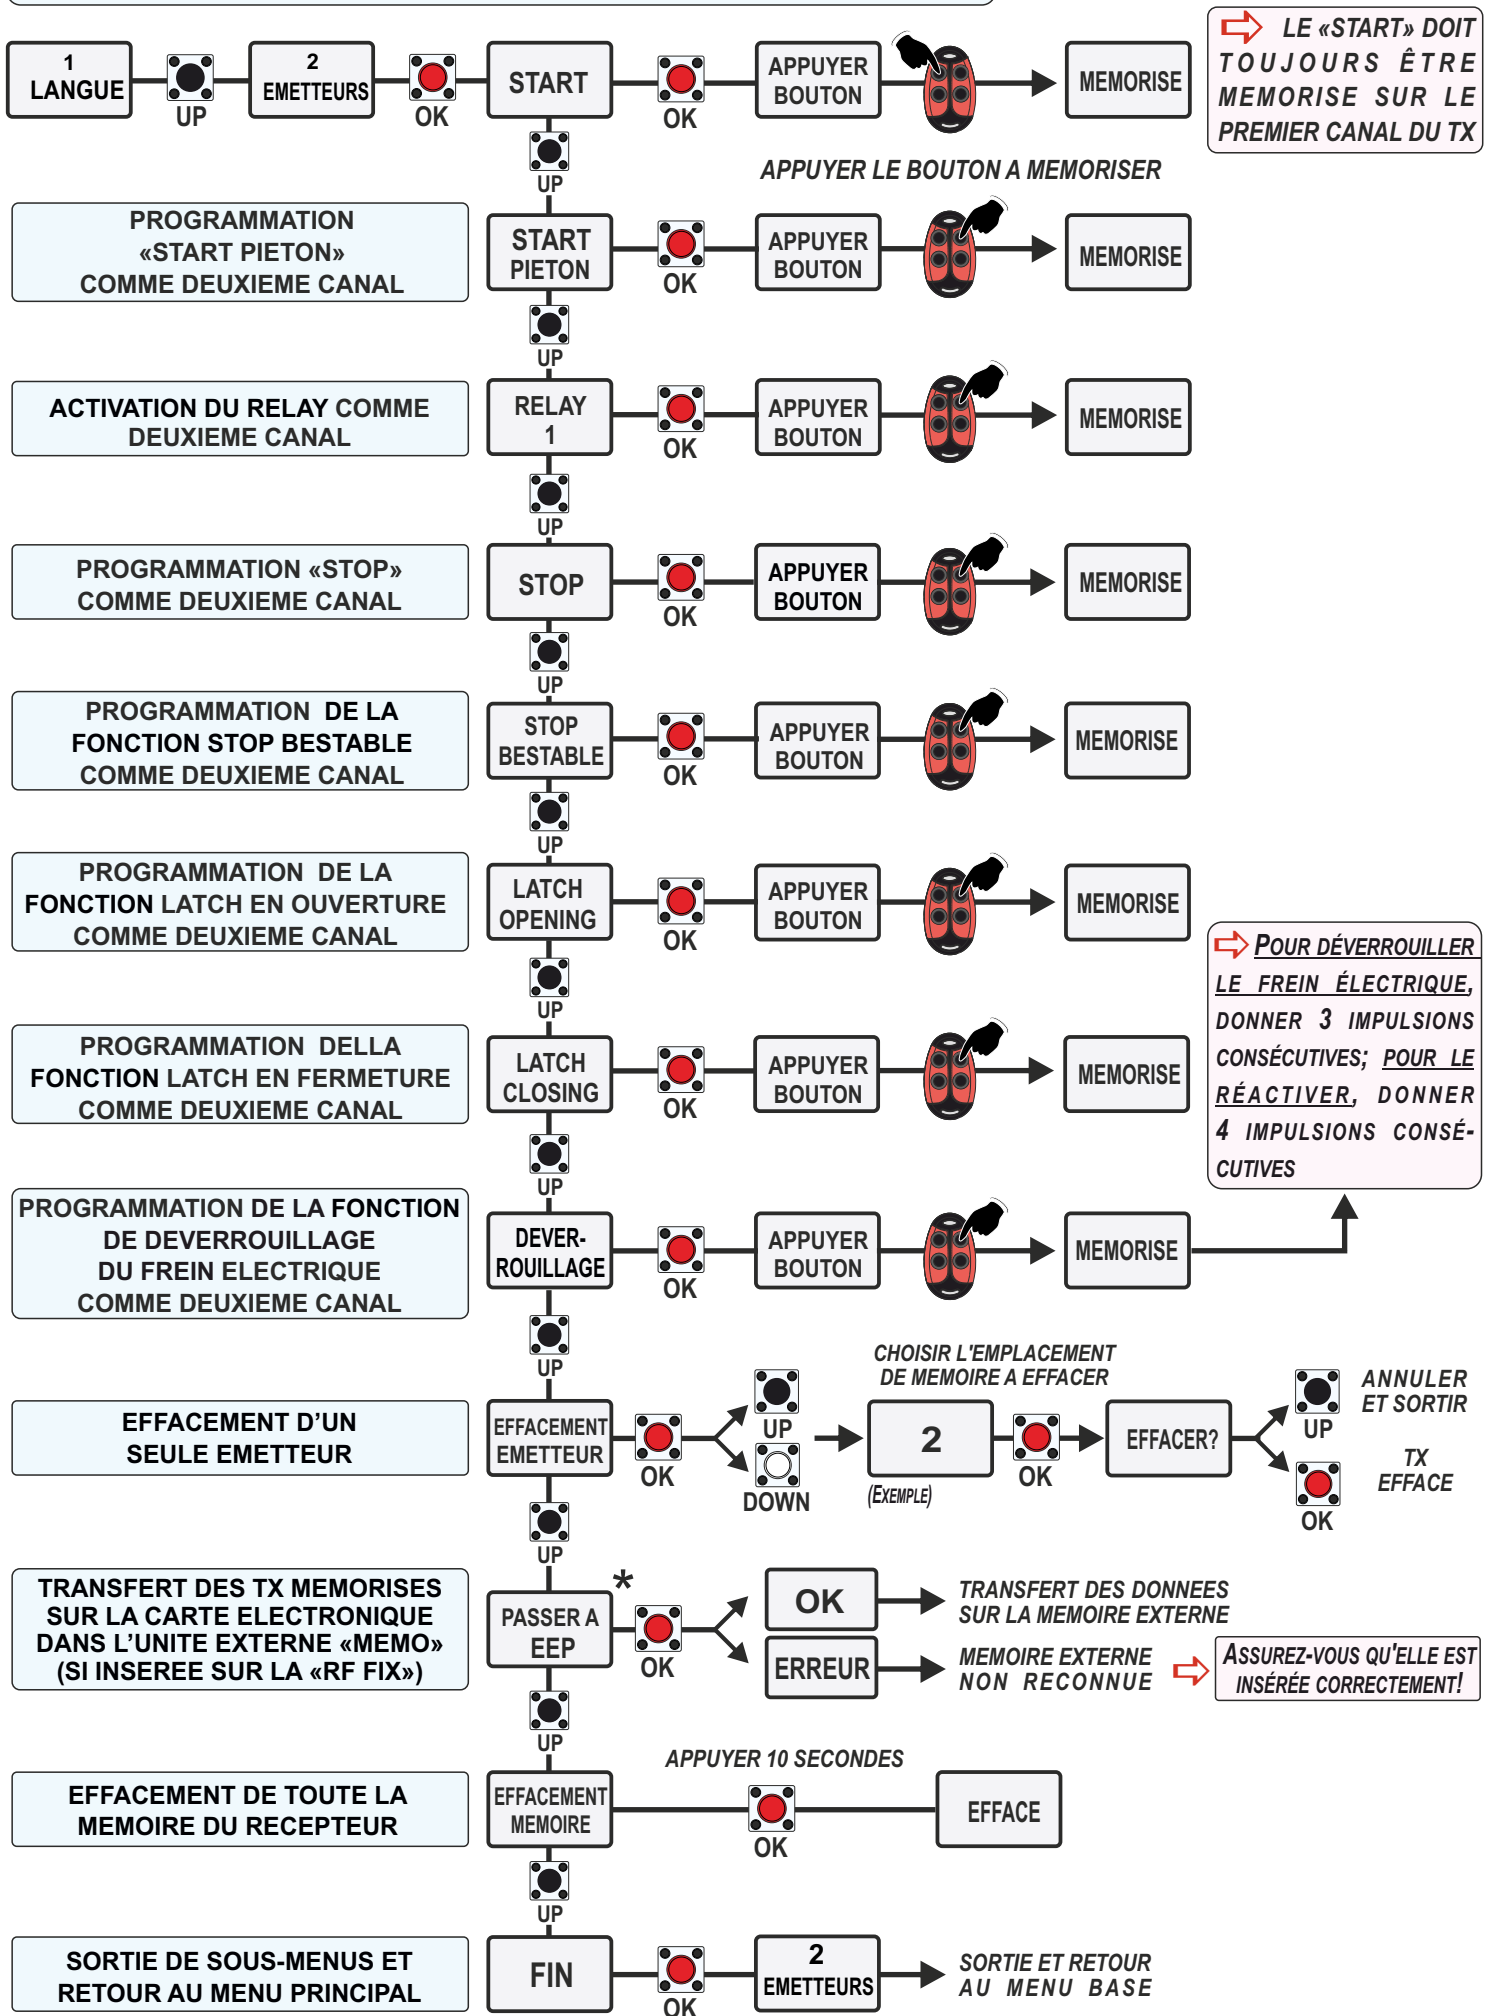 1
LANGUE
UP
2
EMETTEURS
OK
START
OK
APPUYER
BOUTON
MEMORISE
LE «START» DOIT
TOUJOURS ÊTRE
MEMORISE SUR LE
PREMIER CANAL DU TX
UP
APPUYER LE BOUTON A MEMORISER
PROGRAMMATION
«START PIETON»
COMME DEUXIEME CANAL
START
PIETON
OK
APPUYER
BOUTON
MEMORISE
UP
ACTIVATION DU RELAY COMME
DEUXIEME CANAL
RELAY
1
OK
APPUYER
BOUTON
MEMORISE
UP
PROGRAMMATION «STOP»
COMME DEUXIEME CANAL
STOP
OK
APPUYER
BOUTON
MEMORISE
UP
PROGRAMMATION DE LA
FONCTION STOP BESTABLE
COMME DEUXIEME CANAL
STOP
BESTABLE
OK
APPUYER
BOUTON
MEMORISE
UP
PROGRAMMATION DE LA
FONCTION LATCH EN OUVERTURE
COMME DEUXIEME CANAL
LATCH
OPENING
OK
APPUYER
BOUTON
MEMORISE
UP
PROGRAMMATION DELLA
FONCTION LATCH EN FERMETURE
COMME DEUXIEME CANAL
LATCH
CLOSING
OK
APPUYER
BOUTON
MEMORISE
POUR DÉVERROUILLER
LE FREIN ÉLECTRIQUE,
DONNER 3 IMPULSIONS
CONSÉCUTIVES; POUR LE
RÉACTIVER, DONNER
4 IMPULSIONS CONSÉ-
CUTIVES
UP
PROGRAMMATION DE LA FONCTION
DE DEVERROUILLAGE
DU FREIN ELECTRIQUE
COMME DEUXIEME CANAL
DEVER-
ROUILLAGE
OK
APPUYER
BOUTON
MEMORISE
UP
EFFACEMENT D’UN
SEULE EMETTEUR
EFFACEMENT
EMETTEUR
OK
UP
DOWN
CHOISIR L'EMPLACEMENT
DE MEMOIRE A EFFACER
2
(EXEMPLE)
OK
EFFACER?
UP
ANNULER
ET SORTIR
OK
TX
EFFACE
UP
TRANSFERT DES TX MEMORISES
SUR LA CARTE ELECTRONIQUE
DANS L’UNITE EXTERNE «MEMO»
(SI INSEREE SUR LA «RF FIX»)
PASSER A
EEP
*
OK
OK
TRANSFERT DES DONNEES
SUR LA MEMOIRE EXTERNE
ERREUR
MEMOIRE EXTERNE
NON RECONNUE
ASSUREZ-VOUS QU'ELLE EST
INSÉRÉE CORRECTEMENT!
UP
EFFACEMENT DE TOUTE LA
MEMOIRE DU RECEPTEUR
EFFACEMENT
MEMOIRE
APPUYER 10 SECONDES
OK
EFFACE
UP
SORTIE DE SOUS-MENUS ET
RETOUR AU MENU PRINCIPAL
FIN
OK
2
EMETTEURS
SORTIE ET RETOUR
AU MENU BASE